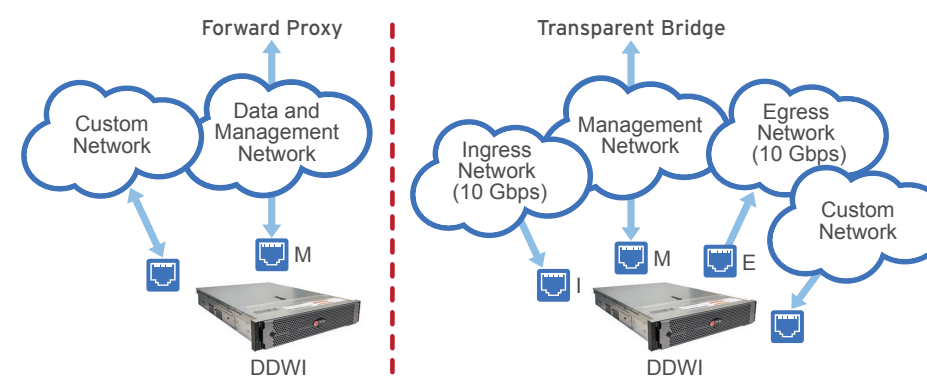 Forward Proxy
Custom
Network
Data and
Management
Network
M
DDWI
Transparent Bridge
Ingress
Network
(10 Gbps)
Management
Network
Egress
Network
(10 Gbps)
Custom
Network
I
M
E
DDWI